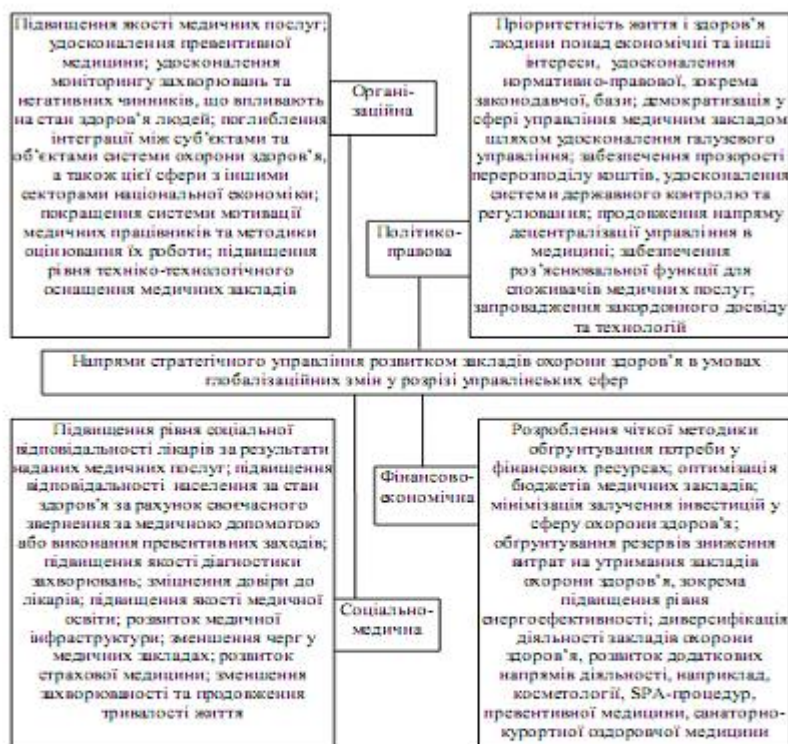 Підвищення якості медичних послуг;
удосконалення превентивної
медицини; удосконалення
моніторингу захворювань та
негативних чинників, що впливають
на стан здоров'я людей; поглиблення
інтеграції між суб'єктами та
об'єктами системи охорони здоров'я,
а також цієї сфери з іншими
секторами національної економіки;
покращення системи мотивації
медичних працівників та методики
оцінювання їх роботи; підвищення
рівня техніко-технологічного
оснащення медичних закладів
Органі-
заційна
Пріоритетність життя і здоров'я
людини понад економічні та інші
інтереси, удосконалення
нормативно-правової, зокрема
законодавчої, бази; демократизація у
сфері управління медичним закладом
шляхом удосконалення галузевого
управління; забезпечення прозорості
перерозподілу коштів, удосконалення
системи державного контролю та
регулювання; продовження напряму
децентралізації управління в
медицині; забезпечення
роз'яснювальної функції для
споживачів медичних послуг;
запровадження закордонного досвіду
та технологій
Політико-
правова
Напрями стратегічного управління розвитком закладів охорони здоров'я в умовах
глобалізаційних змін у розрізі управлінських сфер
Підвищення рівня соціальної
відповідальності лікарів за результати
наданих медичних послуг; підвищення
відповідальності населення за стан
здоров'я за рахунок своєчасного
звернення за медичною допомогою
або виконання превентивних заходів;
підвищення якості діагностики
захворювань; зміцнення довіри до
лікарів; підвищення якості медичної
освіти; розвиток медичної
інфраструктури; зменшення черг у
медичних закладах; розвиток
страхової медицини; зменшення
захворюваності та продовження
тривалості життя
Соціально-
медична
Фінансово-
економічна
Розроблення чіткої методики
обґрунтування потреби у
фінансових ресурсах; оптимізація
бюджетів медичних закладів;
мінімізація залучення інвестицій у
сферу охорони здоров'я;
обґрунтування резервів зниження
витрат на утримання закладів
охорони здоров'я, зокрема
підвищення рівня
енергоефективності; диверсифікація
діяльності закладів охорони
здоров'я, розвиток додаткових
напрямів діяльності, наприклад,
косметології, SPA-процедур,
превентивної медицини, санаторно-
курортної оздоровчої медицини